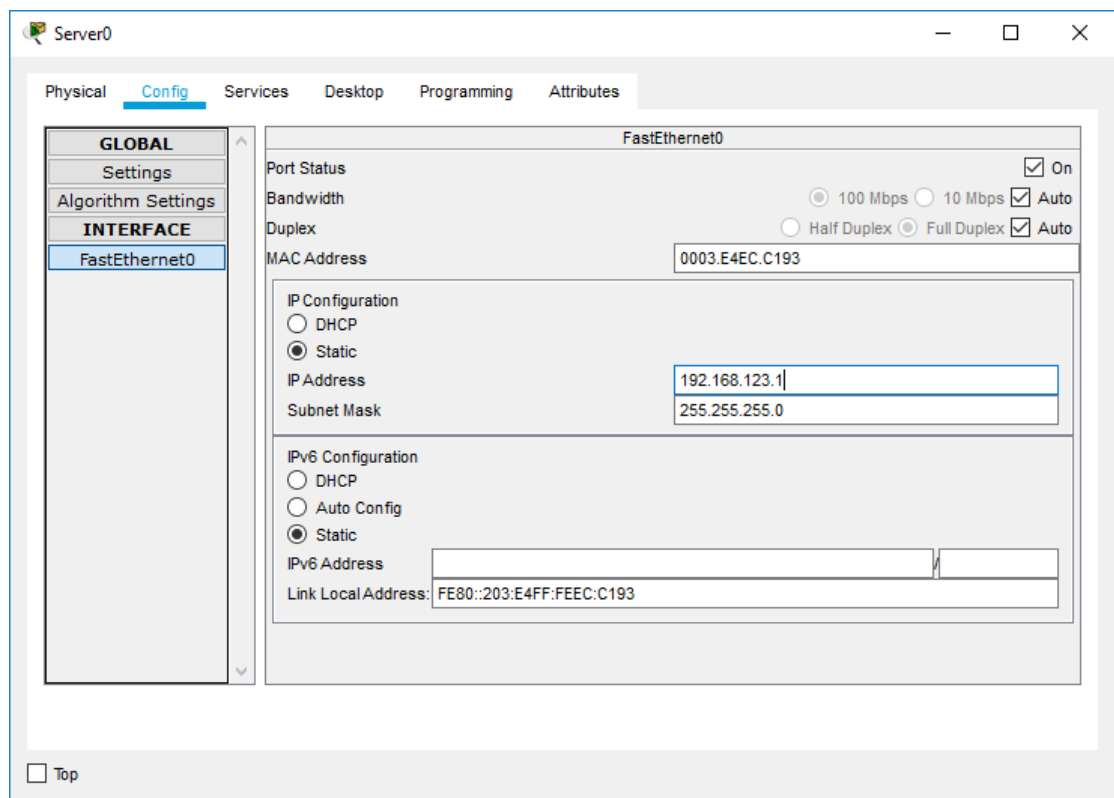 Server0
Physical Config Services Desktop Programming Attributes
GLOBAL
Settings
Algorithm Settings
INTERFACE
FastEthernet0
FastEthernet0
Port Status On
Bandwidth 100 Mbps 10 Mbps Auto
Duplex Half Duplex Full Duplex Auto
MAC Address 0003.E4EC.C193
IP Configuration
DHCP
Static
IP Address 192.168.123.1
Subnet Mask 255.255.255.0
IPv6 Configuration
DHCP
Auto Config
Static
IPv6 Address /
Link Local Address: FE80::203:E4FF:FEEC:C193
Top